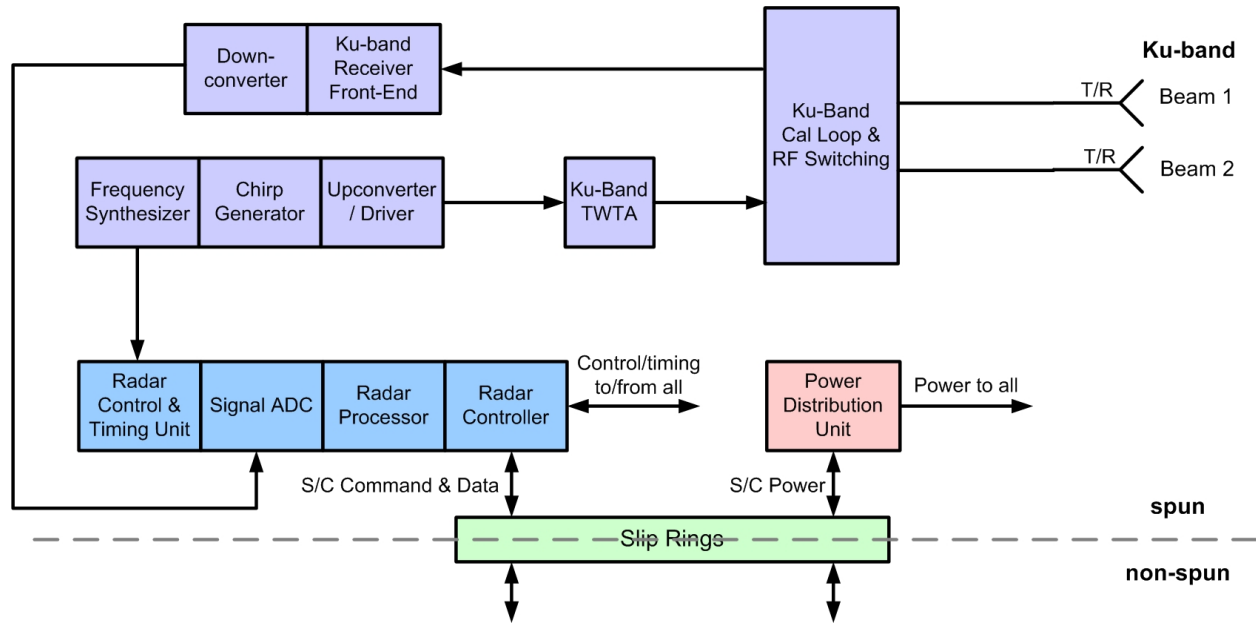 Down-
converter
Ku-band
Receiver
Front-End
Ku-Band
Cal Loop &
RF Switching
Ku-band
T/R
Beam 1
T/R
Beam 2
Frequency
Synthesizer
Chirp
Generator
Upconverter
/ Driver
Ku-Band
TWTA
Radar
Control &
Timing Unit
Signal ADC
Radar
Processor
Radar
Controller
Control/timing
to/from all
Power
Distribution
Unit
Power to all
S/C Command & Data
S/C Power
Slip Rings
spun
non-spun